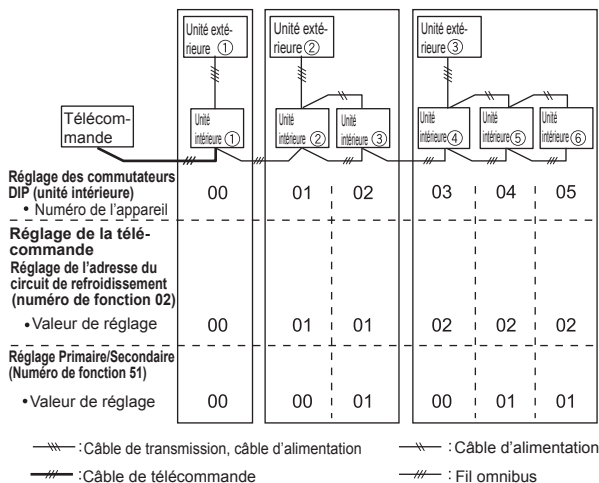 Unité exté-
rieure ①
Unité exté-
rieure ②
Unité exté-
rieure ③
Télécom-
mande
Unité
intérieure ①
Unité
intérieure ②
Unité
intérieure ③
Unité
intérieure ④
Unité
intérieure ⑤
Unité
intérieure ⑥
Réglage des commutateurs
DIP (unité intérieure)
• Numéro de l'appareil
00 01 02 03 04 05
Réglage de la télé-
commande
Réglage de l'adresse du
circuit de refroidissement
(numéro de fonction 02)
•Valeur de réglage 00 01 01 02 02 02
Réglage Primaire/Secondaire
(Numéro de fonction 51)
•Valeur de réglage 00 00 01 00 01 01
:Câble de transmission, câble d'alimentation : Câble d'alimentation
:Câble de télécommande : Fil omnibus